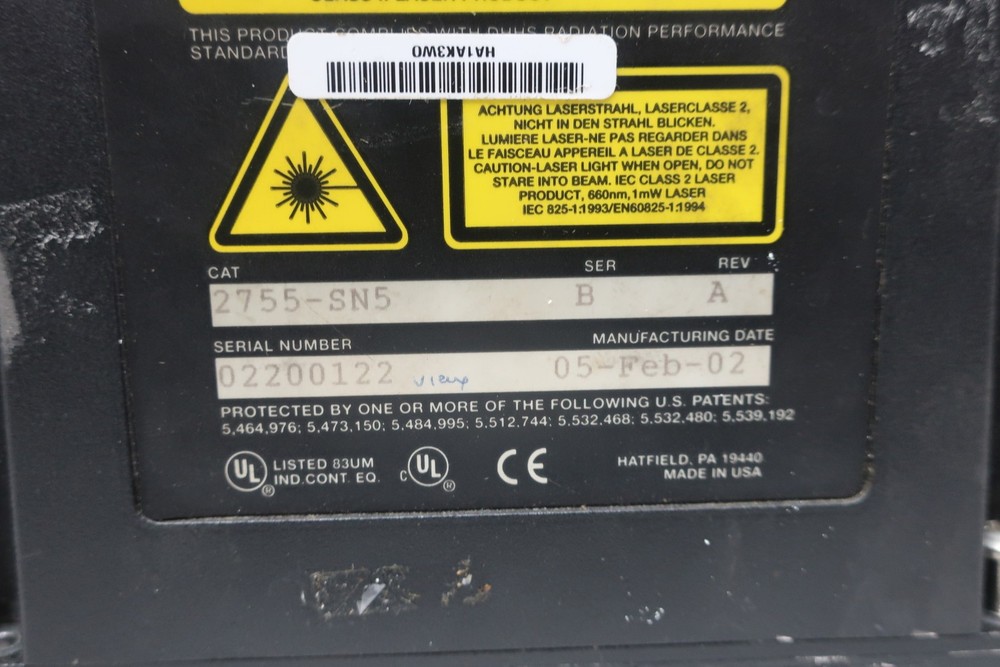 CLASS II LASER PRODUCT
THIS PRODUCT COMPLIES WITH DHHS RADIATION PERFORMANCE
STANDARD
HA1AK3W0
ACHTUNG LASERSTRAHL, LASERCLASSE 2,
NICHT IN DEN STRAHL BLICKEN.
LUMIERE LASER-NE PAS REGARDER DANS
LE FAISCEAU APPEREIL A LASER DE CLASSE 2.
CAUTION-LASER LIGHT WHEN OPEN, DO NOT
STARE INTO BEAM. IEC CLASS 2 LASER
PRODUCT, 660nm, 1mW LASER
IEC 825-1:1993/EN60825-1:1994
CAT SER REV
2755-SN5 B A
SERIAL NUMBER MANUFACTURING DATE
02200122 05-Feb-02
PROTECTED BY ONE OR MORE OF THE FOLLOWING U.S. PATENTS:
5,464,976; 5,473,150; 5,484,995; 5,512,744; 5,532,468; 5,532,480; 5,539,192
UL ® LISTED 83UM
IND.CONT. EQ.
C UL ®
CE
HATFIELD, PA 19440
MADE IN USA